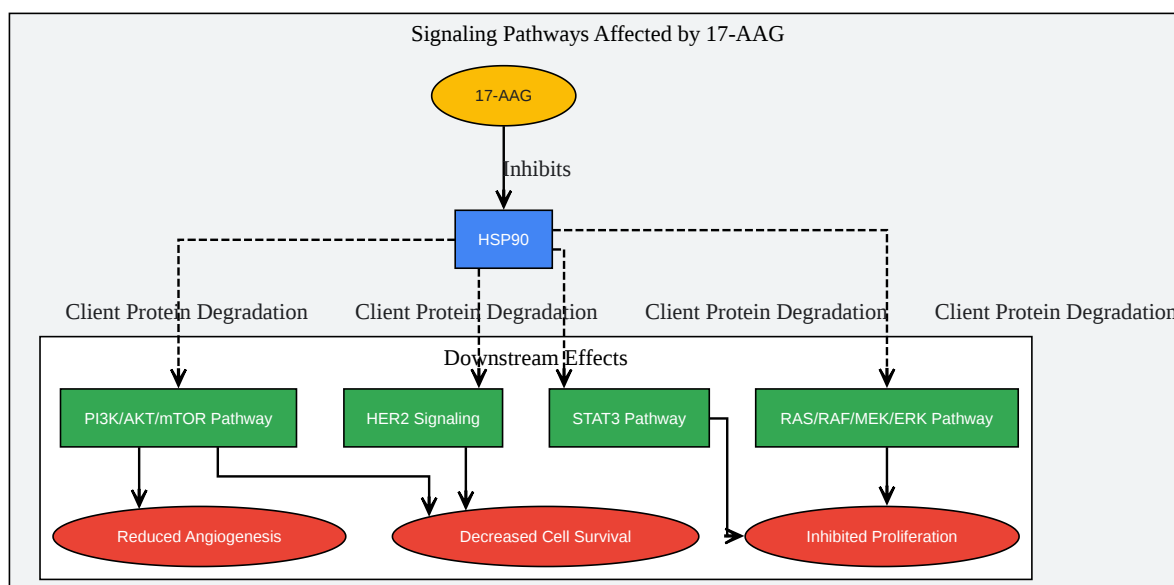 Signaling Pathways Affected by 17-AAG
17-AAG
Inhibits
HSP90
Client Protein Degradation
Client Protein Degradation
Client Protein Degradation
Client Protein Degradation
Downstream Effects
PI3K/AKT/mTOR Pathway
HER2 Signaling
STAT3 Pathway
RAS/RAF/MEK/ERK Pathway
Reduced Angiogenesis
Decreased Cell Survival
Inhibited Proliferation